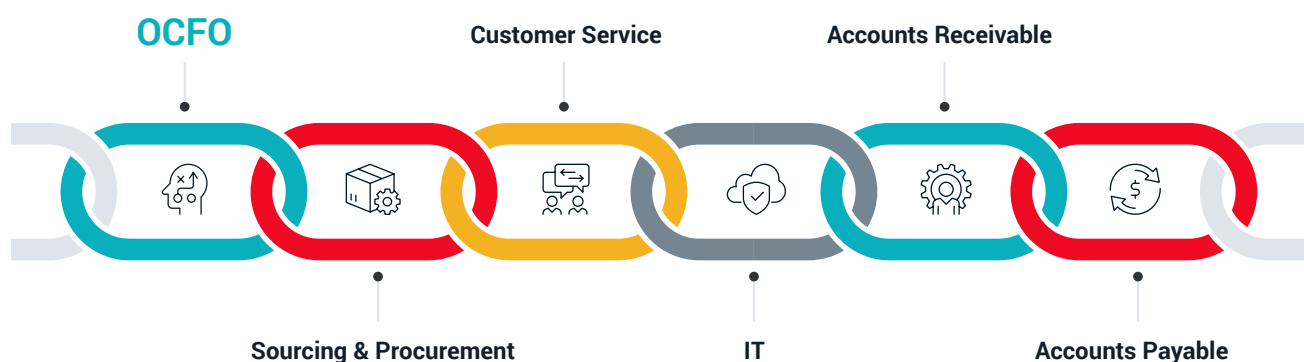 OCFO
Customer Service
Accounts Receivable
$
Sourcing & Procurement
IT
Accounts Payable